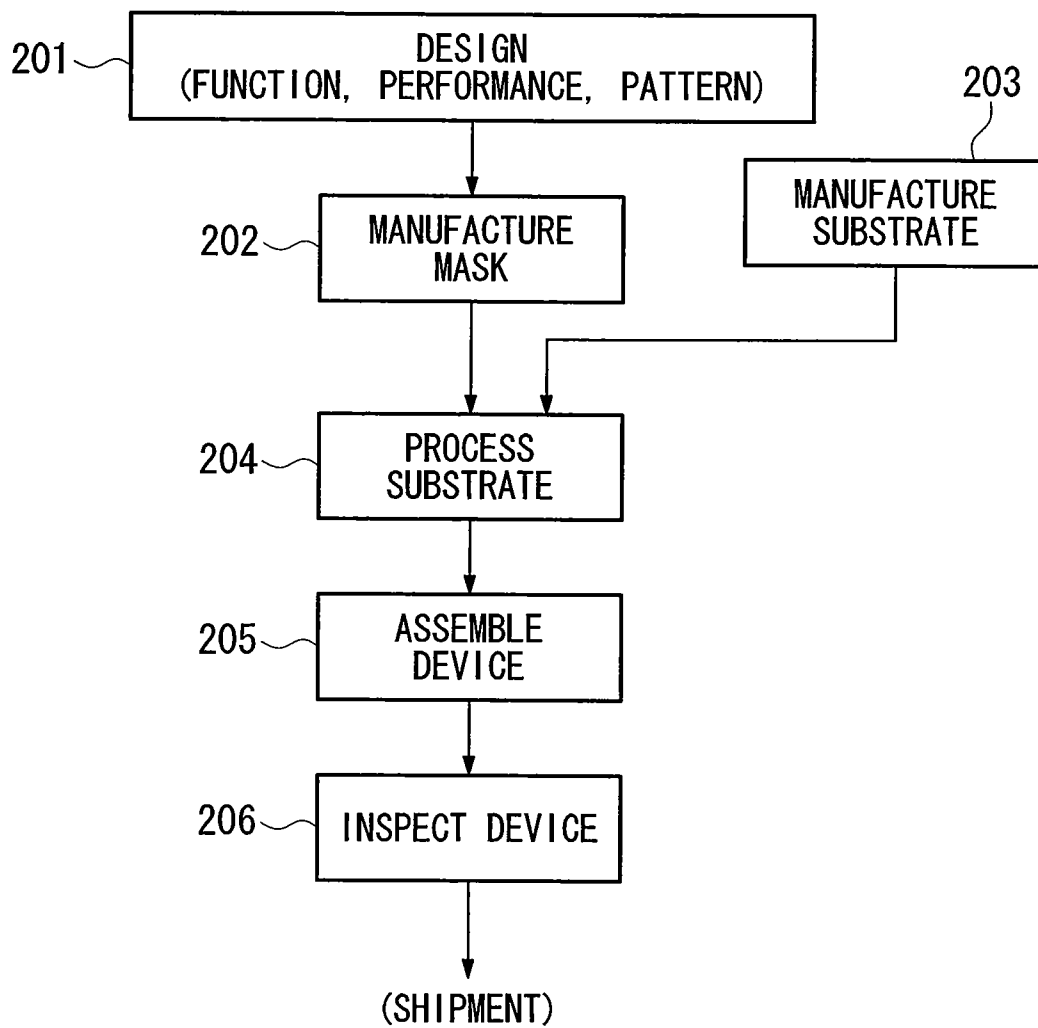 201
DESIGN
(FUNCTION, PERFORMANCE, PATTERN)
203
MANUFACTURE
SUBSTRATE
202
MANUFACTURE
MASK
204
PROCESS
SUBSTRATE
205
ASSEMBLE
DEVICE
206
INSPECT DEVICE
(SHIPMENT)